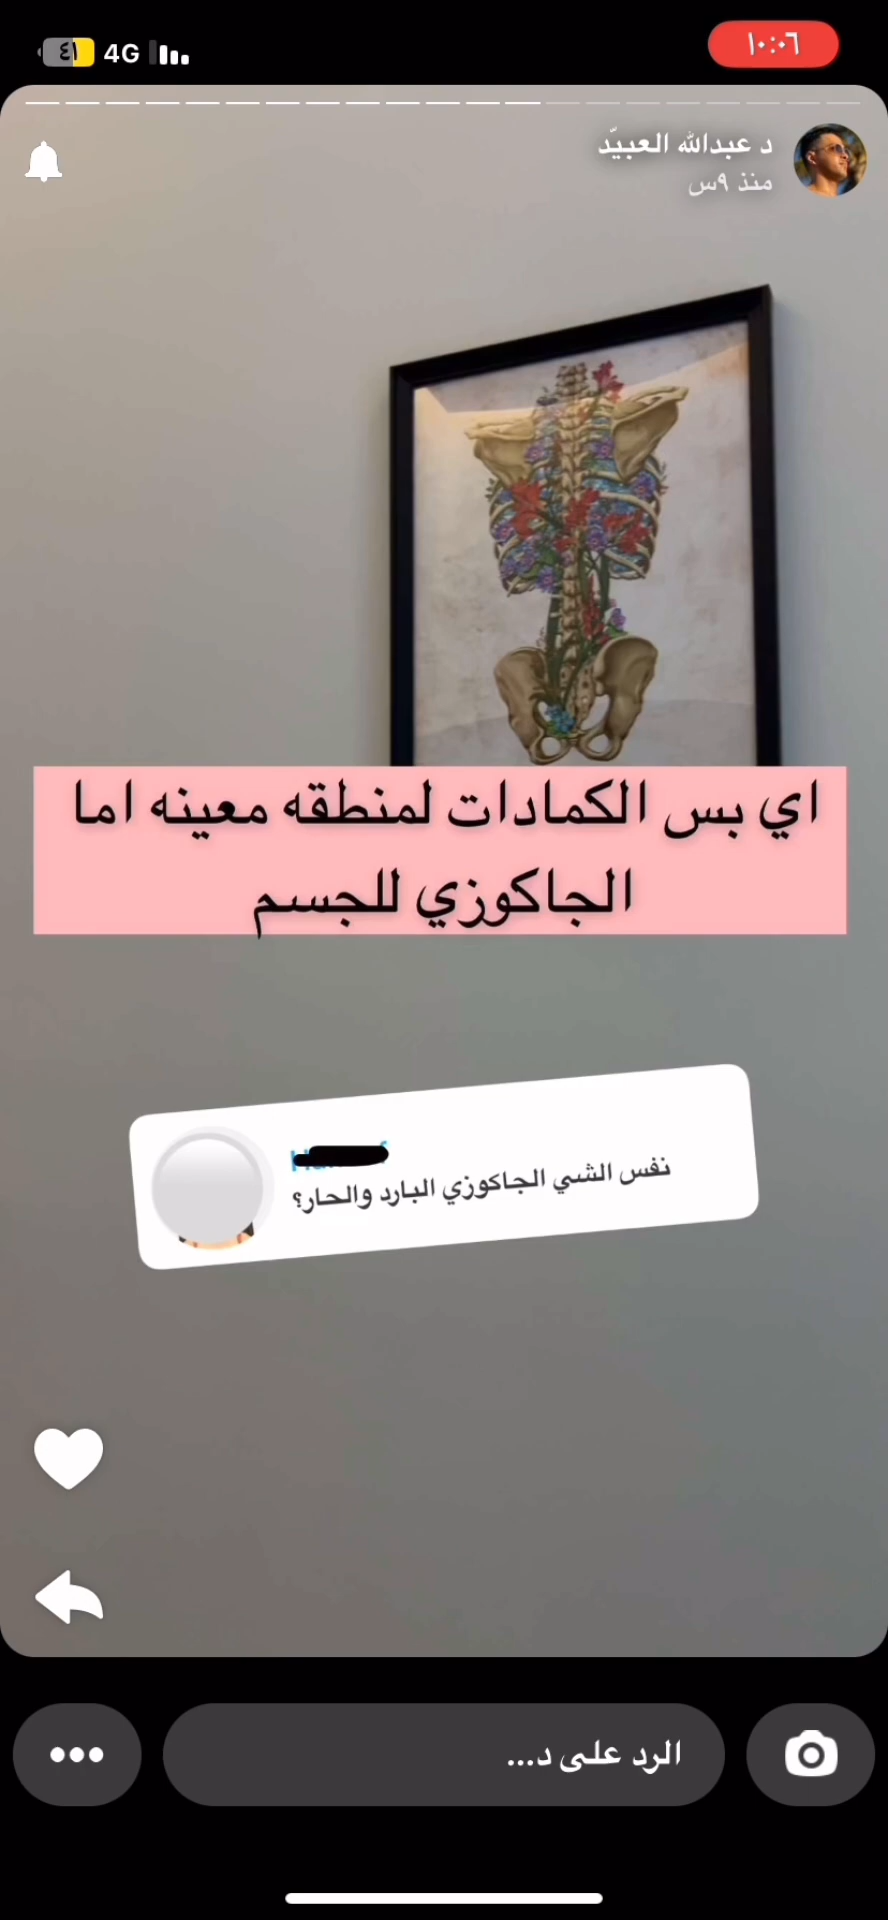 ١٠:٠٦
4G
٤١
د عبدالله العبيّد
منذ ٩س
اي بس الكمادات لمنطقه معينه اما
الجاكوزي للجسم
نفس الشي الجاكوزي البارد والحار؟
الرد على د...